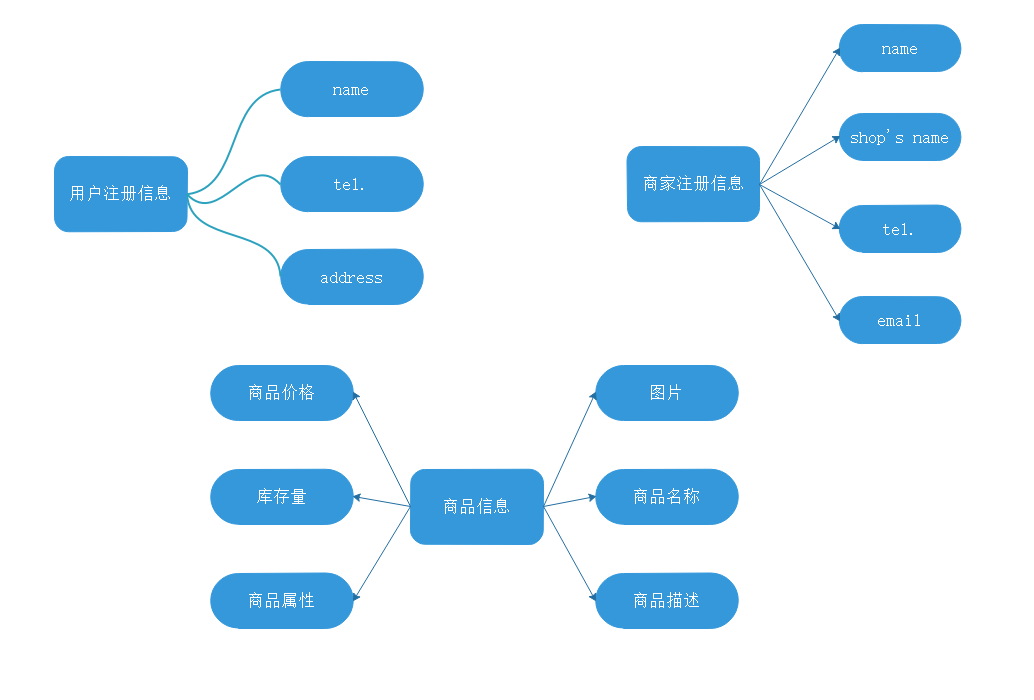 用户注册信息
name
tel.
address
商家注册信息
name
shop's name
tel.
email
商品信息
商品价格
库存量
商品属性
图片
商品名称
商品描述